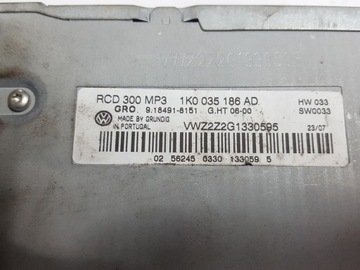 RCD 300 MP3 1K0 035 186 AD HW 033
GRO. 9.18491-8151 G.HT 06-00 SW0033
MADE BY GRUNDIG
IN PORTUGAL
VWZ2Z2G1330595 23/07
02 56245 6330 133059 5